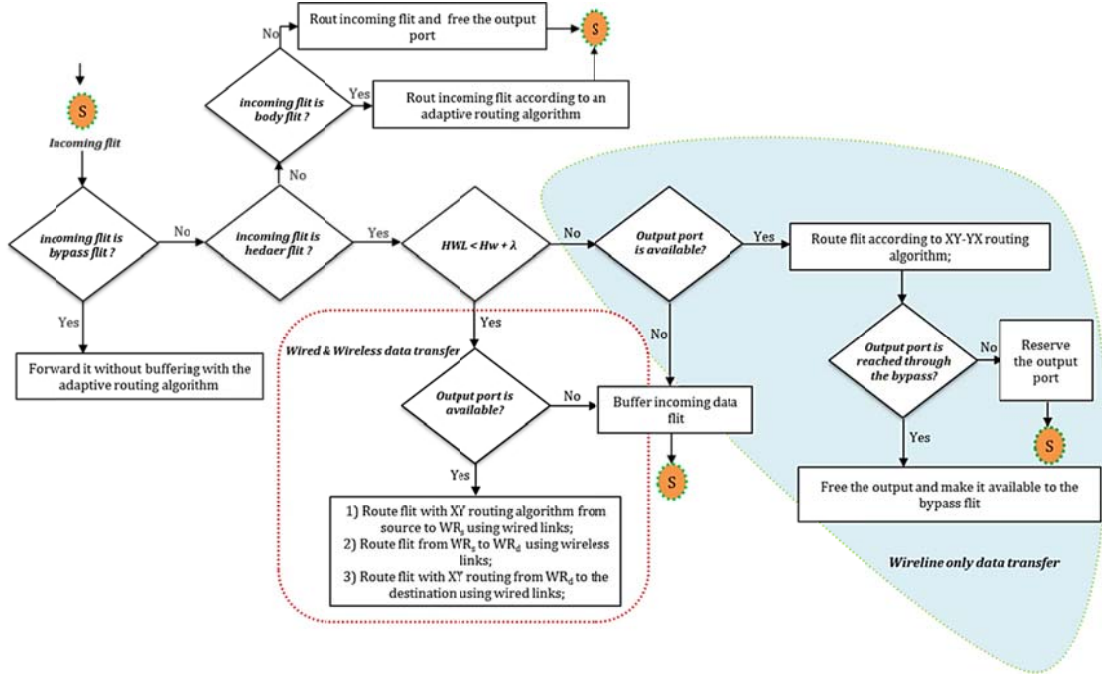 Rout incoming flit and free the output
port
S
No
incoming flit is
body flit ?
Yes
Rout incoming flit according to an
adaptive routing algorithm
S
Incoming flit
No
incoming flit is
bypass flit ?
No
incoming flit is
hedaer flit ?
Yes
HWL < Hw + λ
No
Output port
is available?
Yes
Route flit according to XY-YX routing
algorithm;
Yes
Forward it without buffering with the
adaptive routing algorithm
Yes
Wired & Wireless data transfer
Output port is
available?
No
No
Buffer incoming data
flit
S
Output port is
reached through
the bypass?
No
Reserve
the output
port
S
Yes
Free the output and make it available to the
bypass flit
Yes
1) Route flit with XY routing algorithm from
source to WRs using wired links;
2) Route flit from WRs to WRd using wireless
links;
3) Route flit with XY routing from WRd to the
destination using wired links;
Wireline only data transfer